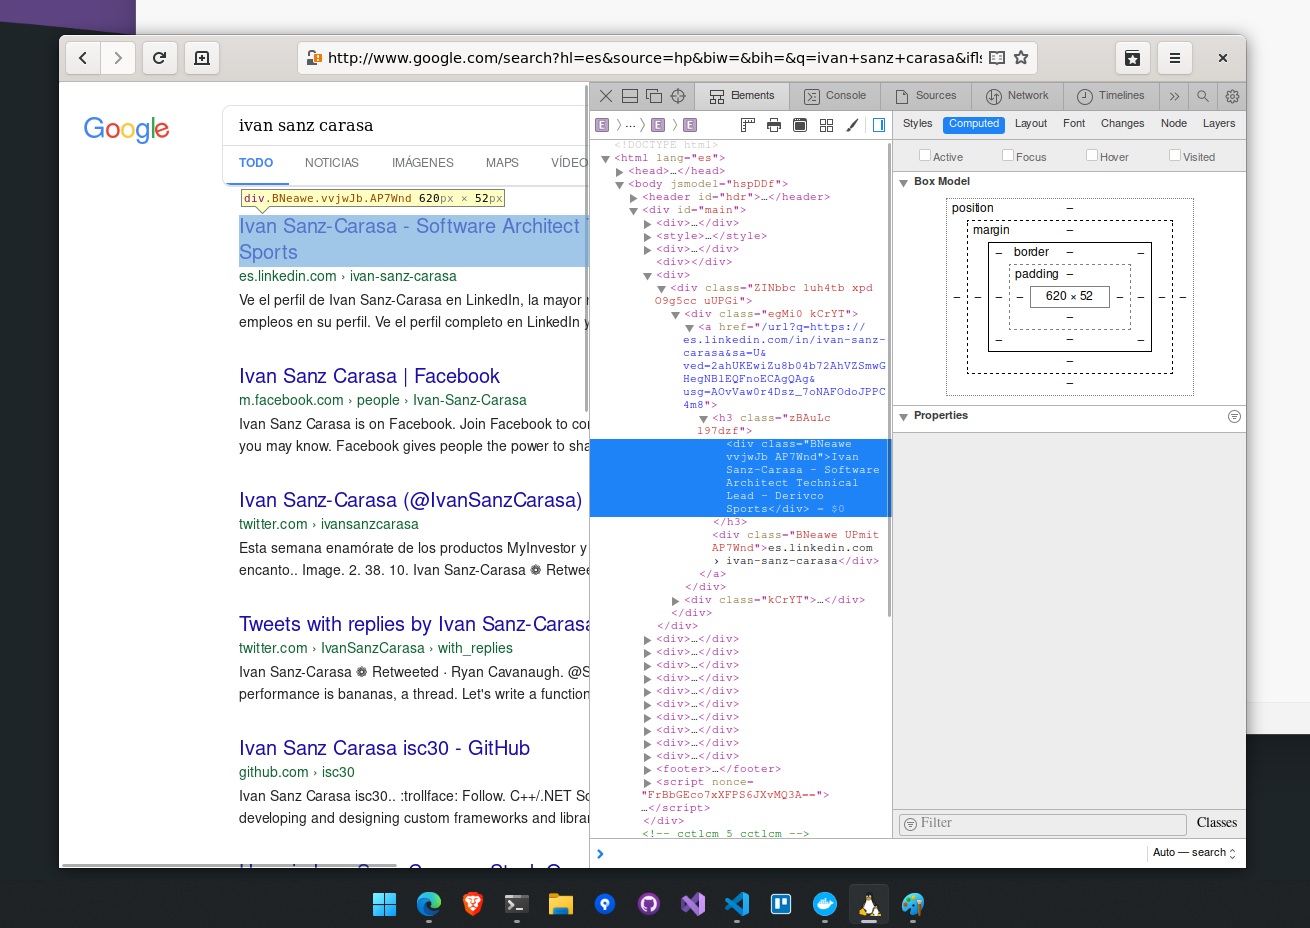 http://www.google.com/search?hl=es&source=hp&biw=&bih=&q=ivan+sanz+carasa&ifl
Google
ivan sanz carasa
TODO NOTICIAS IMÁGENES MAPS VÍDEO
div.BNeawe.vvjwJb.AP7Wnd 620px × 52px
Ivan Sanz-Carasa - Software Architect
Sports
es.linkedin.com › ivan-sanz-carasa
Ve el perfil de Ivan Sanz-Carasa en LinkedIn, la mayor
empleos en su perfil. Ve el perfil completo en LinkedIn y
Ivan Sanz Carasa | Facebook
m.facebook.com › people › Ivan-Sanz-Carasa
Ivan Sanz Carasa is on Facebook. Join Facebook to con
you may know. Facebook gives people the power to sha
Ivan Sanz-Carasa (@IvanSanzCarasa)
twitter.com › ivansanzcarasa
Esta semana enamórate de los productos MyInvestor y
encanto.. Image. 2. 38. 10. Ivan Sanz-Carasa ❁ Retwee
Tweets with replies by Ivan Sanz-Carasa
twitter.com › IvanSanzCarasa › with_replies
Ivan Sanz-Carasa ❁ Retweeted · Ryan Cavanaugh. @S
performance is bananas, a thread. Let's write a function
Ivan Sanz Carasa isc30 - GitHub
github.com › isc30
Ivan Sanz Carasa isc30.. :trollface: Follow. C++/.NET So
developing and designing custom frameworks and librar
Elements Console Sources Network Timelines
E › ... › E › E
<!DOCTYPE html>
<html lang="es">
<head>…</head>
<body jsmodel="hspDDf">
<header id="hdr">…</header>
<div id="main">
<div>…</div>
<style>…</style>
<div>…</div>
<div></div>
<div>
<div class="ZINbbc luh4tb xpd
O9g5cc uUPGi">
<div class="egMi0 kCrYT">
<a href="/url?q=https://
es.linkedin.com/in/ivan-sanz-
carasa&sa=U&
ved=2ahUKEwiZu8b04b72AhVZSmwG
HegNBlEQFnoECAgQAg&
usg=AOvVaw0r4Dsz_7oNAFOdoJPPC
4m8">
<h3 class="zBAuLc
l97dzf">
<div class="BNeawe
vvjwJb AP7Wnd">Ivan
Sanz-Carasa - Software
Architect Technical
Lead - Derivco
Sports</div> = $0
</h3>
<div class="BNeawe UPmit
AP7Wnd">es.linkedin.com
› ivan-sanz-carasa</div>
</a>
</div>
<div class="kCrYT">…</div>
</div>
</div>
<div>…</div>
<div>…</div>
<div>…</div>
<div>…</div>
<div>…</div>
<div>…</div>
<div>…</div>
<div>…</div>
<div>…</div>
<div>…</div>
<footer>…</footer>
<script nonce=
"FrBbGEco7xXFPS6JXvMQ3A==">
…</script>
</div>
<!-- cctlcm 5 cctlcm -->
Styles Computed Layout Font Changes Node Layers
Active Focus Hover Visited
Box Model
position –
margin –
– border – –
padding –
– – – – 620 × 52 – – – –
–
– – –
–
–
Properties
Filter Classes
Auto — search